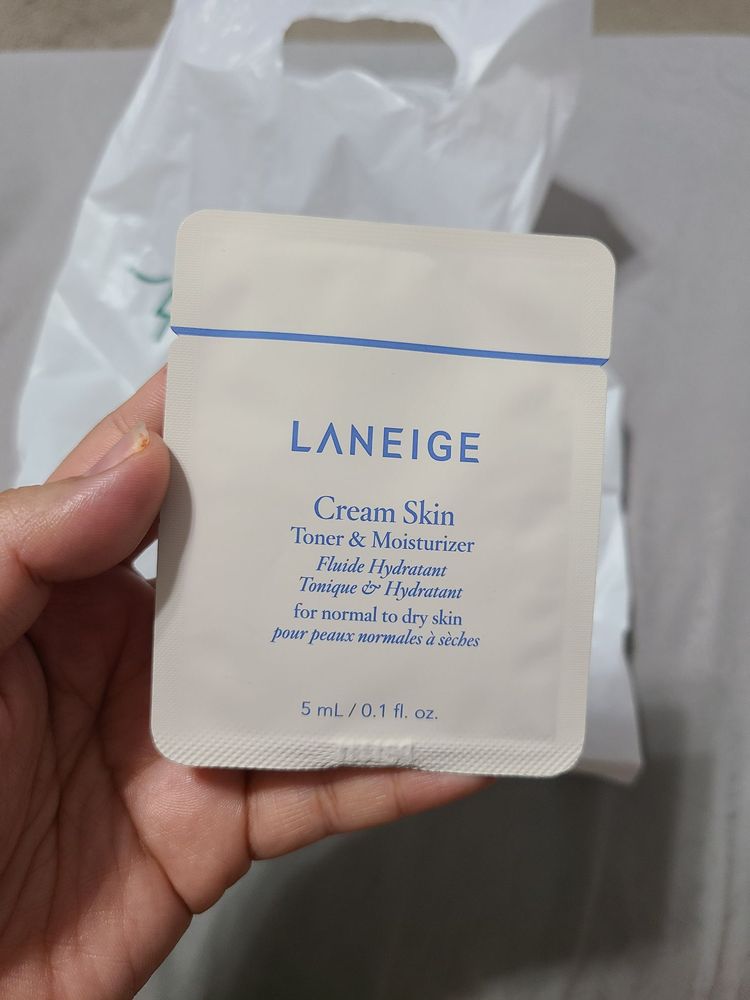 LANEIGE
Cream Skin
Toner & Moisturizer
Fluide Hydratant
Tonique & Hydratant
for normal to dry skin
pour peaux normales à sèches
5 mL / 0.1 fl. oz.